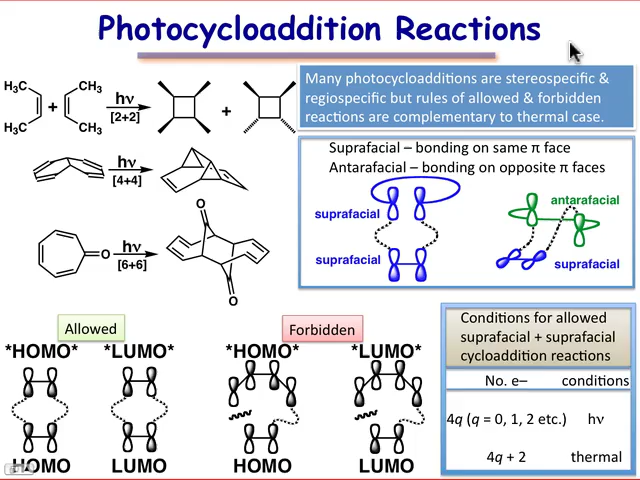 Photocycloaddition Reactions
H3C CH3
+ hν
[2+2]
+
H3C CH3
Many photocycloadditions are stereospecific &
regiospecific but rules of allowed & forbidden
reactions are complementary to thermal case.
hν
[4+4]
Suprafacial – bonding on same π face
Antarafacial – bonding on opposite π faces
suprafacial
antarafacial
suprafacial
suprafacial
O
O hν
[6+6]
O
Allowed
Forbidden
*HOMO* *LUMO* *HOMO* *LUMO*
HOMO LUMO HOMO LUMO
Conditions for allowed
suprafacial + suprafacial
cycloaddition reactions
No. e– conditions
4q (q = 0, 1, 2 etc.) hν
4q + 2 thermal